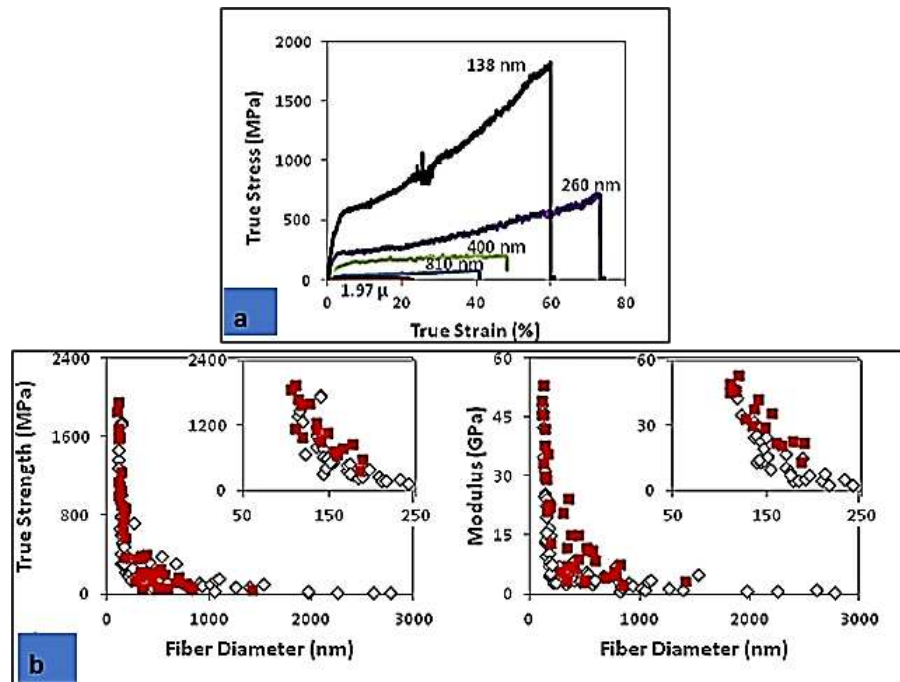 2000
1500
1000
500
0
True Stress (MPa)
138 nm
260 nm
400 nm
810 nm
1.97 µ
0 20 40 60 80
True Strain (%)
a
2400
1600
800
0
True Strength (MPa)
2400
1200
0
50 150 250
0 1000 2000 3000
Fiber Diameter (nm)
60
45
30
15
0
Modulus (GPa)
60
30
0
50 150 250
0 1000 2000 3000
Fiber Diameter (nm)
b